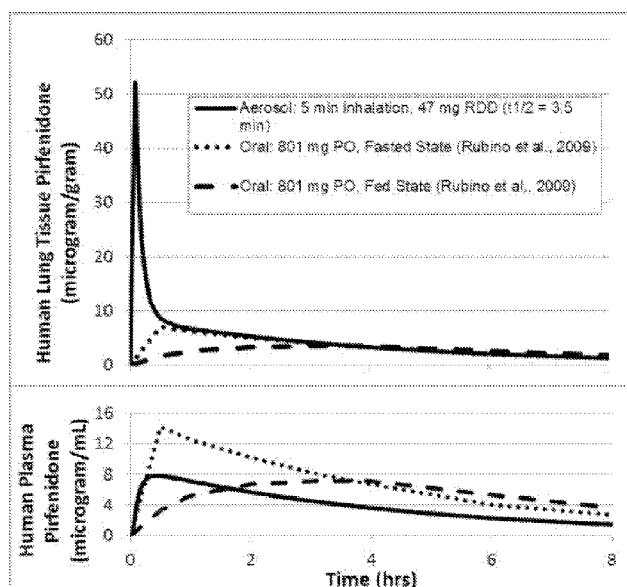 Human Lung Tissue Pirfenidone
(microgram/gram)
60
50
40
30
20
10
0
Aerosol: 5 min inhalation, 47 mg RDD (t1/2 = 3.5
min)
Oral: 801 mg PO, Fasted State (Rubino et al., 2009)
Oral: 801 mg PO, Fed State (Rubino et al., 2009)
Human Plasma
Pirfenidone
(microgram/mL)
16
12
8
4
0
0
2
4
6
8
Time (hrs)